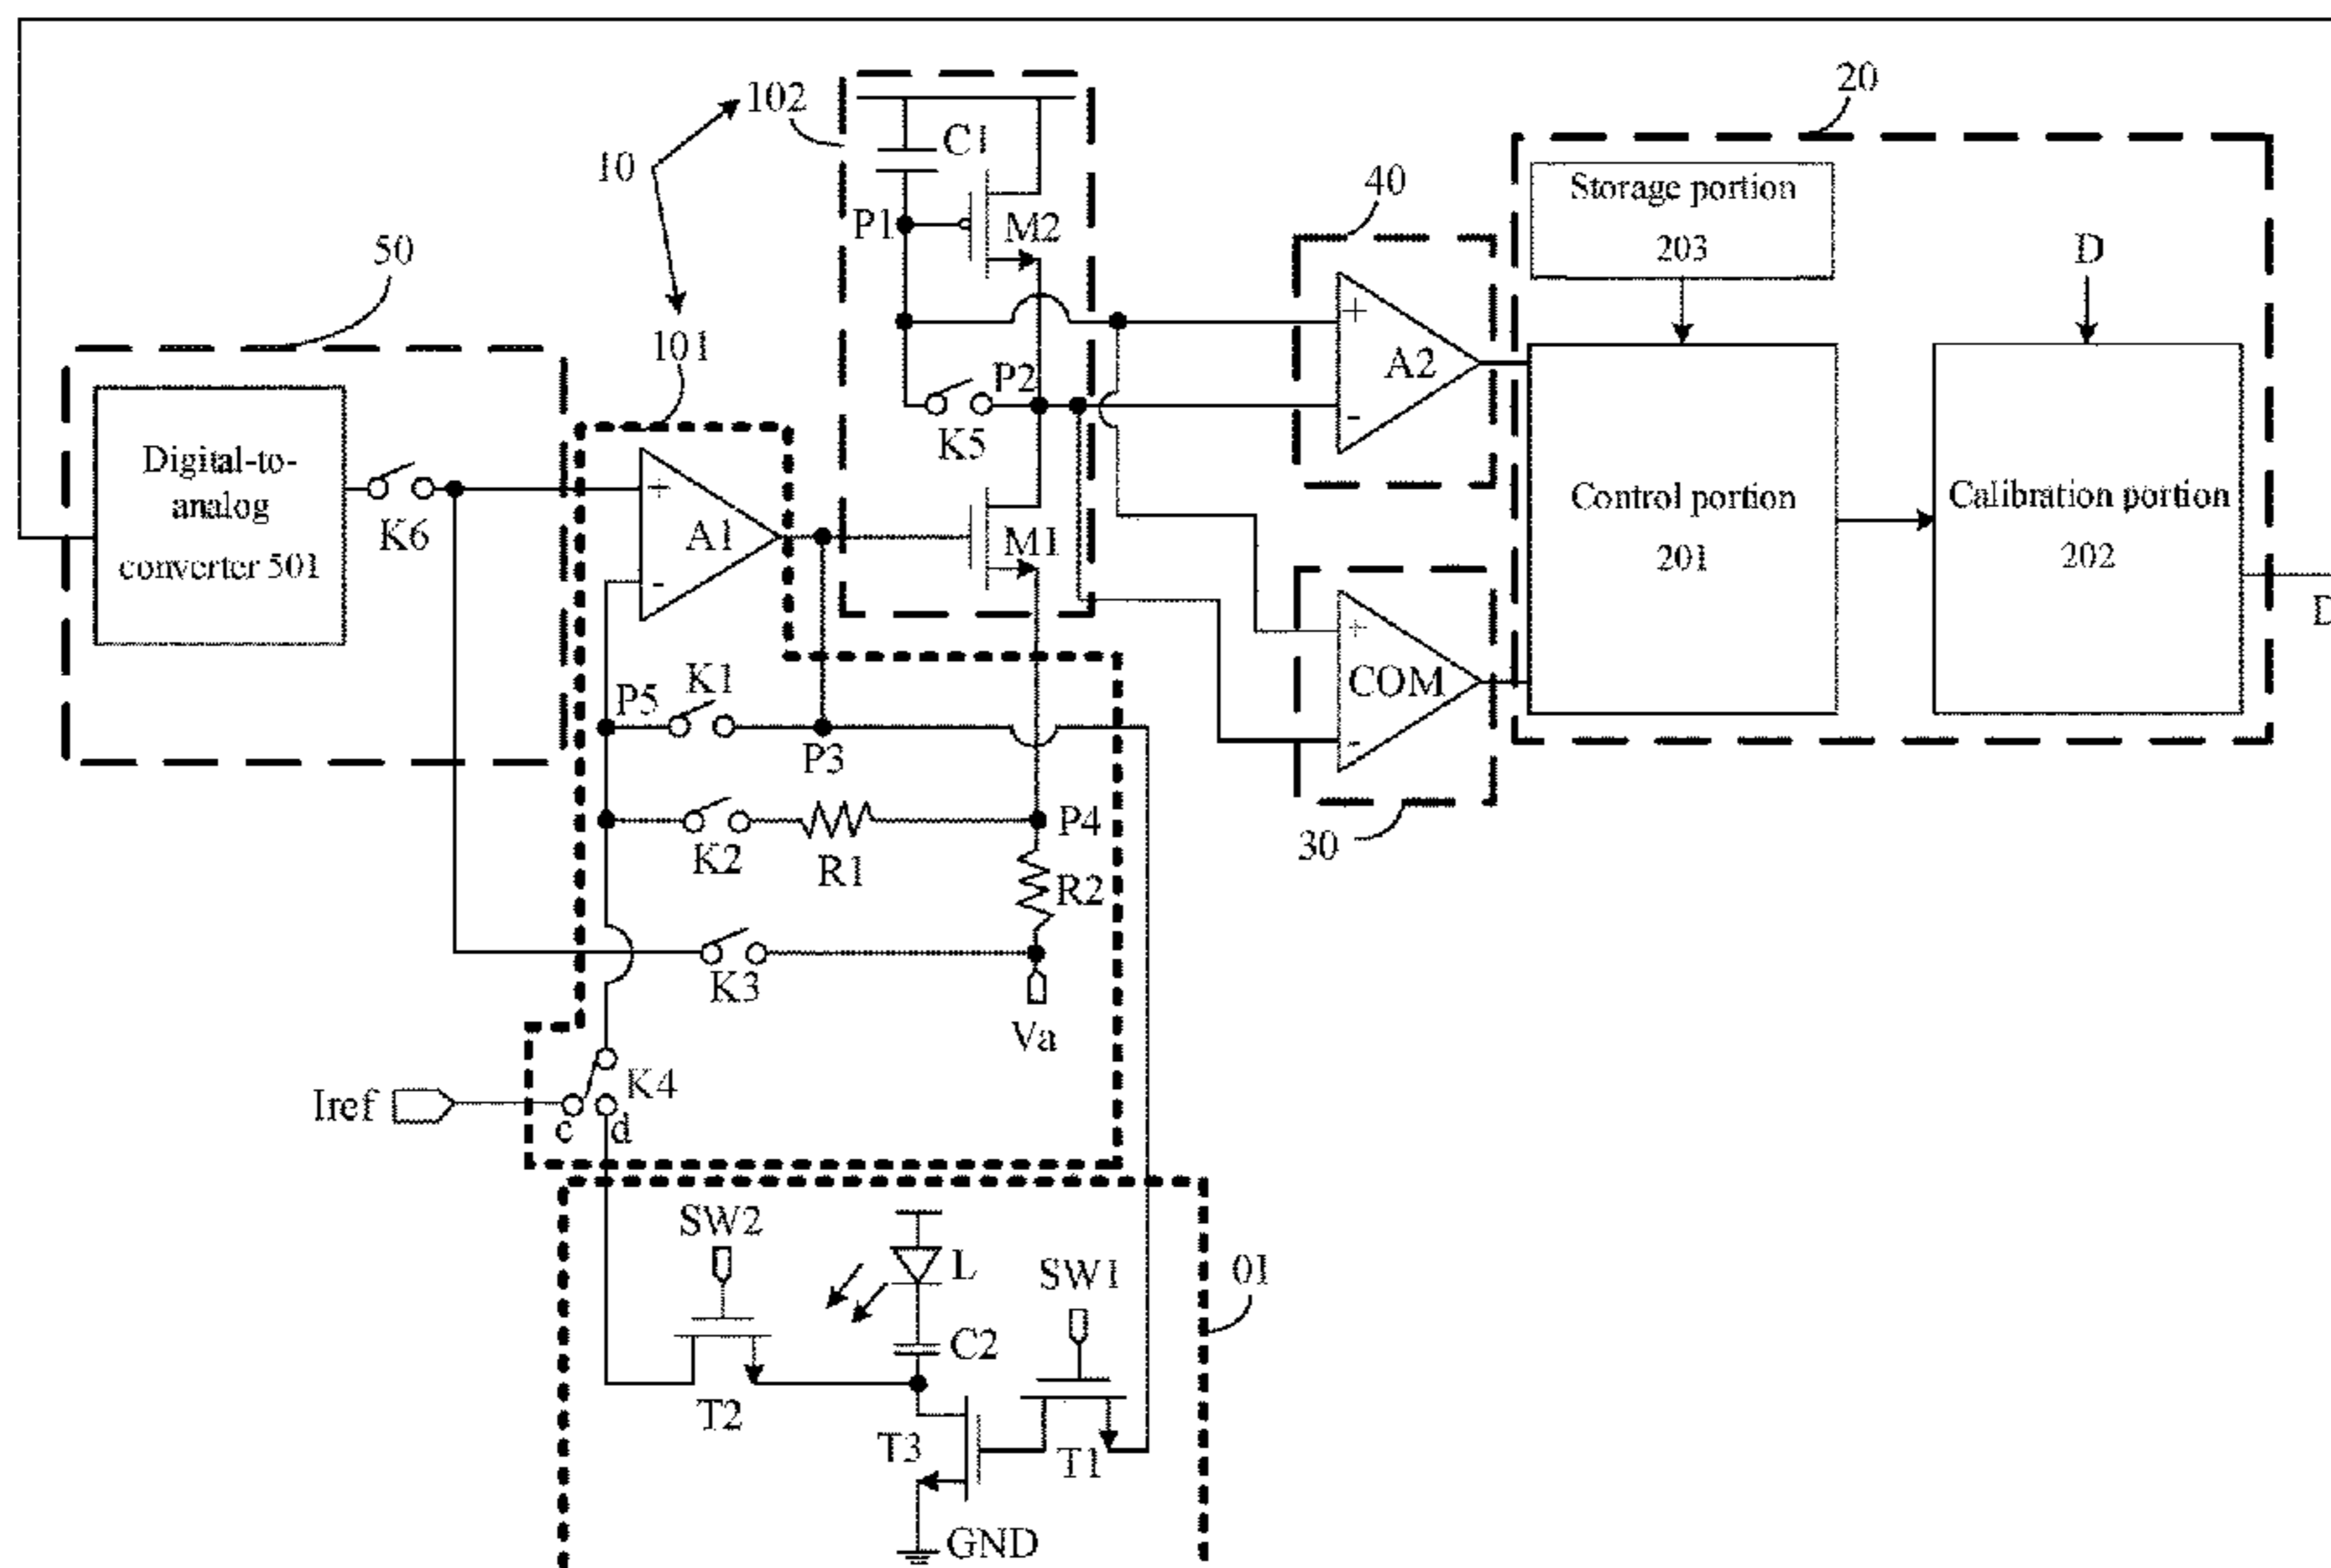 20
102
C1
10
40
Storage portion
203
P1
M2
D
50
101
+
A2
-
P2
K5
Digital-to-
analog
converter 501
K6
+
A1
-
M1
Control portion
201
Calibration portion
202
D
+
COM
-
P5
K1
P3
P4
K2
R1
R2
30
K3
Va
K4
Iref
c
d
SW2
L
SW1
01
C2
T2
T3
T1
GND